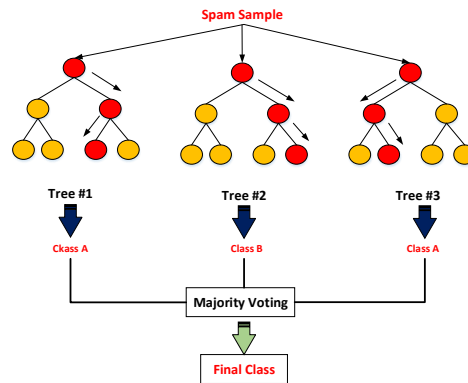 Spam Sample
Tree #1
Tree #2
Tree #3
Ckass A
Class B
Class A
Majority Voting
Final Class